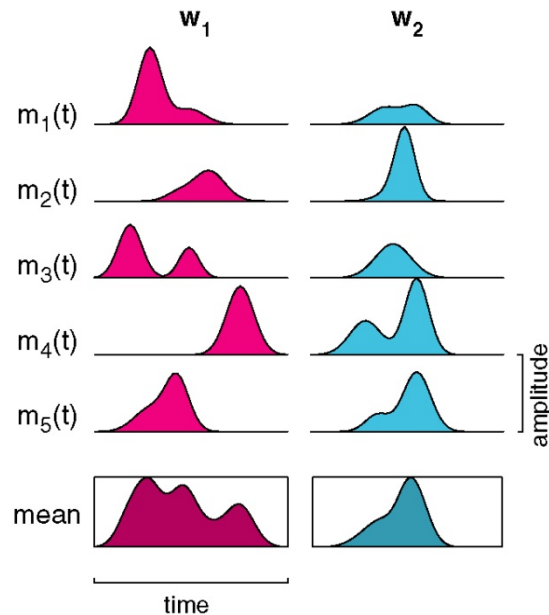 w₁ w₂
m₁(t)
m₂(t)
m₃(t)
m₄(t)
m₅(t)
amplitude
mean
time